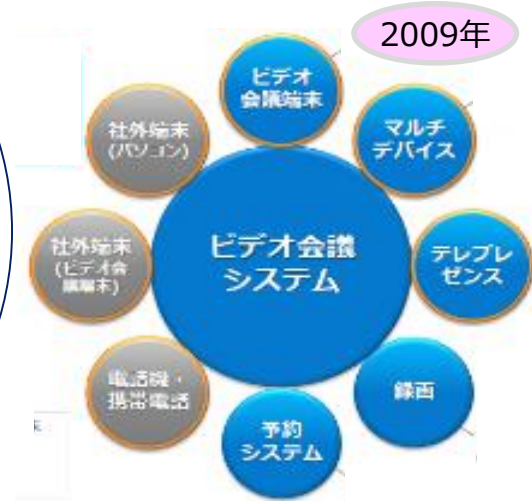 2009年
ビデオ
会議端末
マルチ
デバイス
テレプレ
ゼンス
録画
予約
システム
電話機・
携帯電話
社外端末
(ビデオ会
議端末)
社外端末
(パソコン)
ビデオ会議
システム